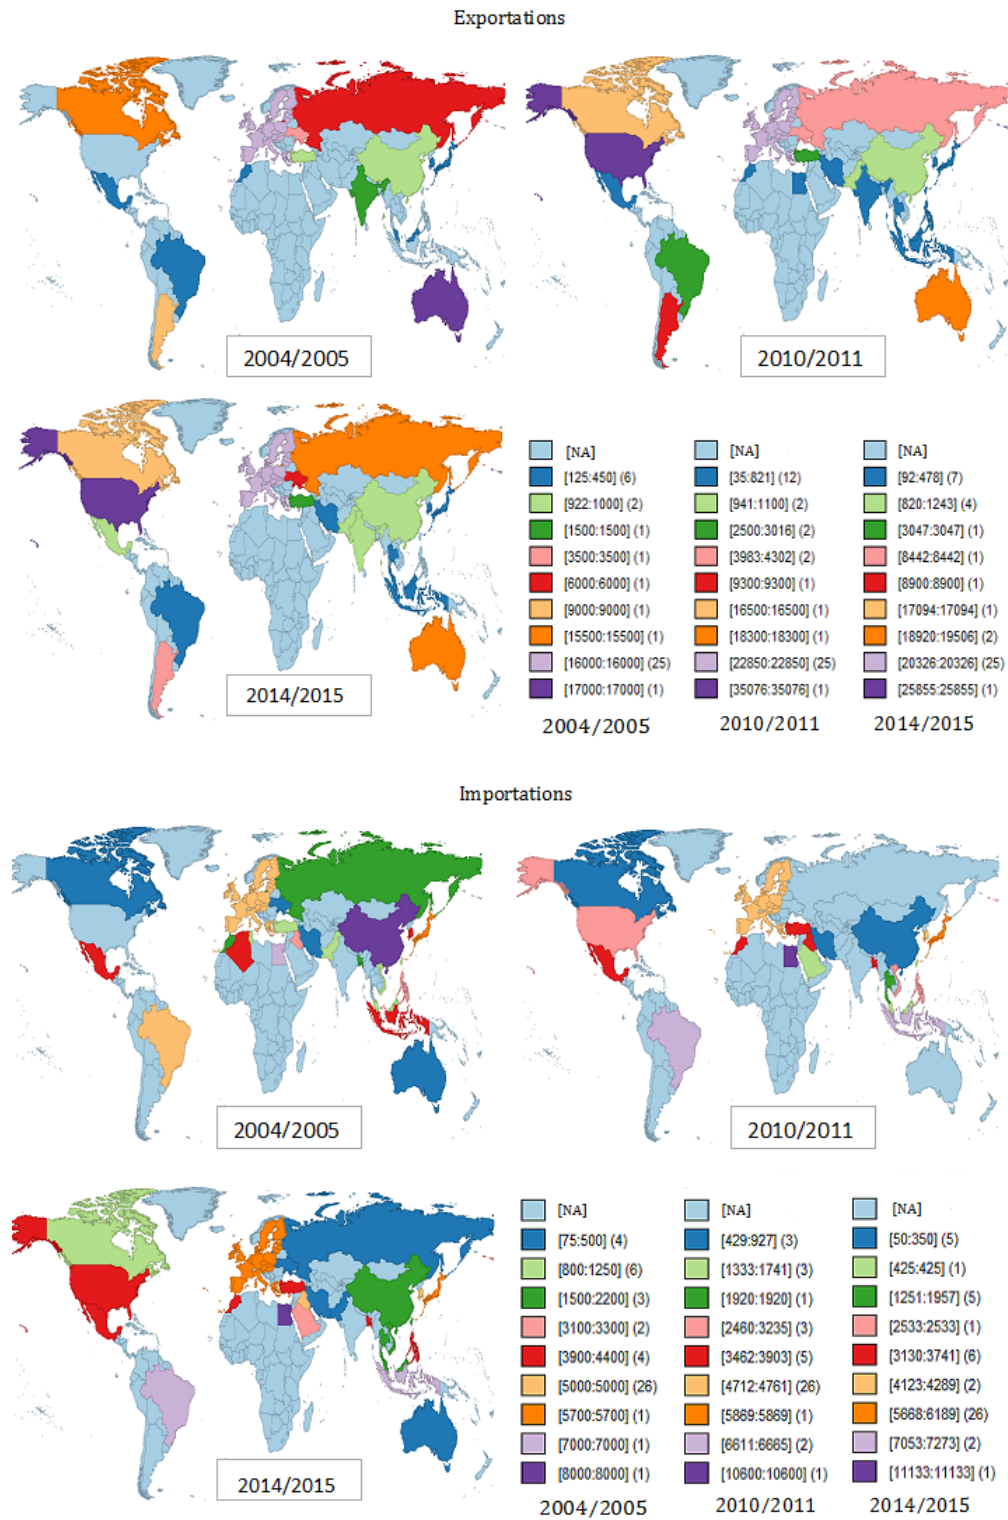 Exportations
2004/2005
2010/2011
2014/2015
[NA] [NA] [NA]
[125:450] (6) [35:821] (12) [92:478] (7)
[922:1000] (2) [941:1100] (2) [820:1243] (4)
[1500:1500] (1) [2500:3016] (2) [3047:3047] (1)
[3500:3500] (1) [3983:4302] (2) [8442:8442] (1)
[6000:6000] (1) [9300:9300] (1) [8900:8900] (1)
[9000:9000] (1) [16500:16500] (1) [17094:17094] (1)
[15500:15500] (1) [18300:18300] (1) [18920:19506] (2)
[16000:16000] (25) [22850:22850] (25) [20326:20326] (25)
[17000:17000] (1) [35076:35076] (1) [25855:25855] (1)
2004/2005 2010/2011 2014/2015
Importations
2004/2005
2010/2011
2014/2015
[NA] [NA] [NA]
[75:500] (4) [429:927] (3) [50:350] (5)
[800:1250] (6) [1333:1741] (3) [425:425] (1)
[1500:2200] (3) [1920:1920] (1) [1251:1957] (5)
[3100:3300] (2) [2460:3235] (3) [2533:2533] (1)
[3900:4400] (4) [3462:3903] (5) [3130:3741] (6)
[5000:5000] (26) [4712:4761] (26) [4123:4289] (2)
[5700:5700] (1) [5869:5869] (1) [5668:6189] (26)
[7000:7000] (1) [6611:6665] (2) [7053:7273] (2)
[8000:8000] (1) [10600:10600] (1) [11133:11133] (1)
2004/2005 2010/2011 2014/2015